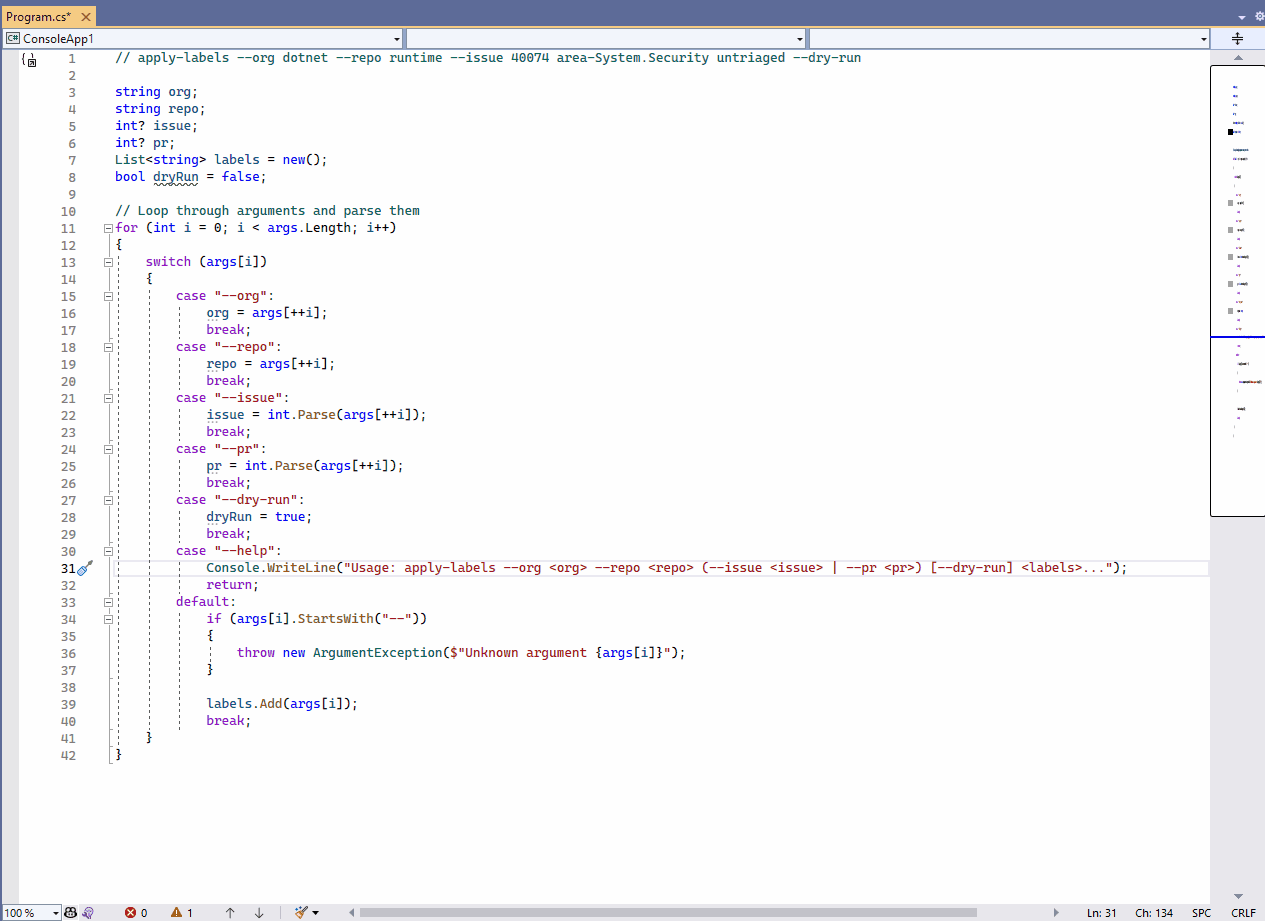 Program.cs*
C# ConsoleApp1
1 // apply-labels --org dotnet --repo runtime --issue 40074 area-System.Security untriaged --dry-run
2
3 string org;
4 string repo;
5 int? issue;
6 int? pr;
7 List<string> labels = new();
8 bool dryRun = false;
9
10 // Loop through arguments and parse them
11 for (int i = 0; i < args.Length; i++)
12 {
13     switch (args[i])
14     {
15         case "--org":
16             org = args[++i];
17             break;
18         case "--repo":
19             repo = args[++i];
20             break;
21         case "--issue":
22             issue = int.Parse(args[++i]);
23             break;
24         case "--pr":
25             pr = int.Parse(args[++i]);
26             break;
27         case "--dry-run":
28             dryRun = true;
29             break;
30         case "--help":
31             Console.WriteLine("Usage: apply-labels --org <org> --repo <repo> (--issue <issue> | --pr <pr>) [--dry-run] <labels>...");
32             return;
33         default:
34             if (args[i].StartsWith("--"))
35             {
36                 throw new ArgumentException($"Unknown argument {args[i]}");
37             }
38
39             labels.Add(args[i]);
40             break;
41     }
42 }
100 % 0 1 Ln: 31 Ch: 134 SPC CRLF